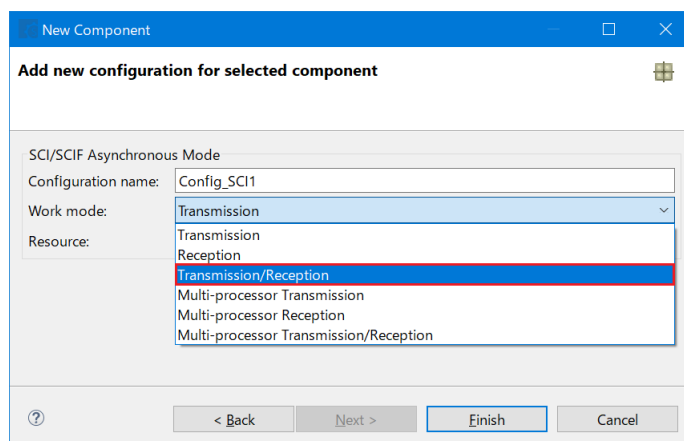 New Component
Add new configuration for selected component
SCI/SCIF Asynchronous Mode
Configuration name: Config_SCI1
Work mode: Transmission
Resource: Transmission
Reception
Transmission/Reception
Multi-processor Transmission
Multi-processor Reception
Multi-processor Transmission/Reception
? < Back Next > Finish Cancel